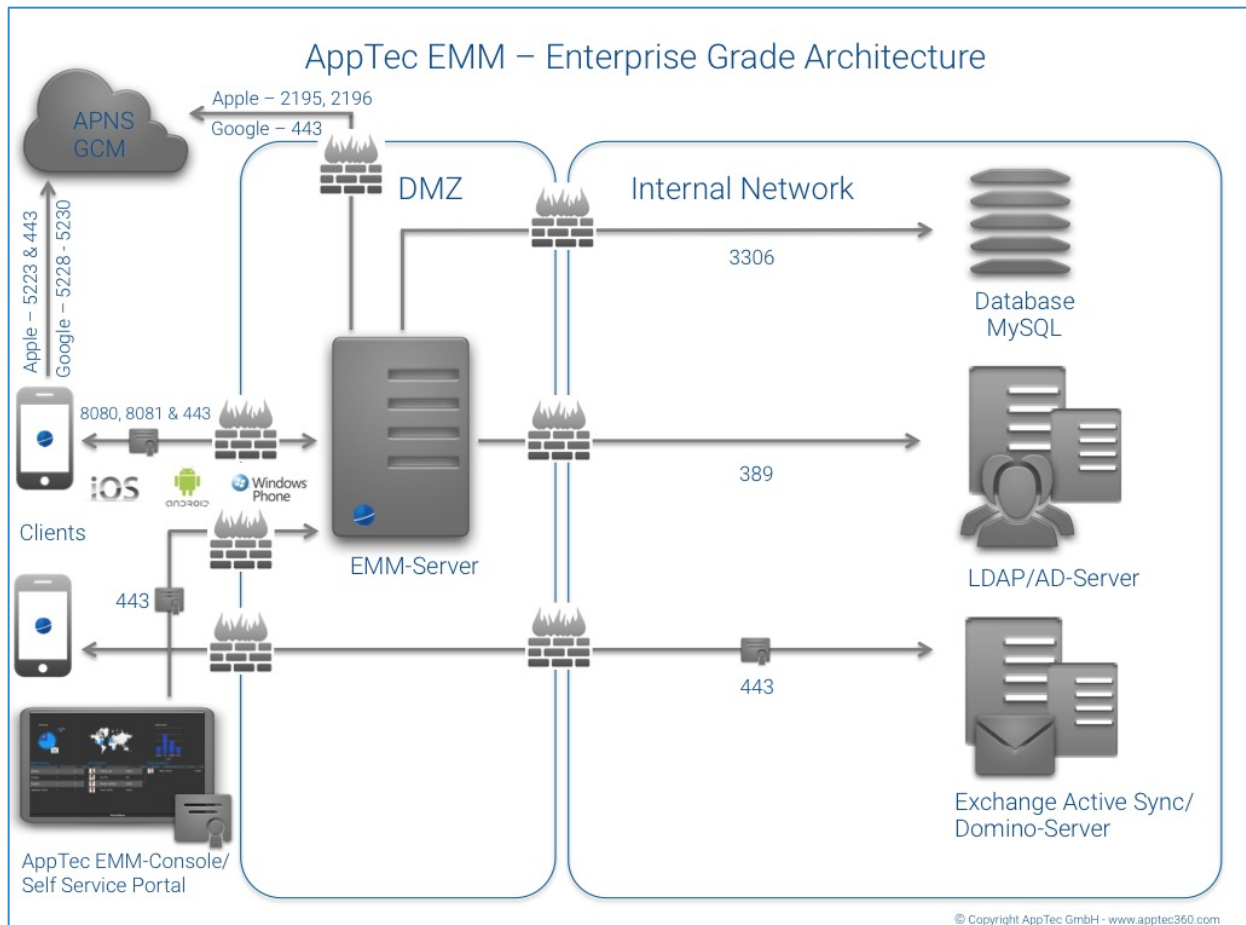 AppTec EMM – Enterprise Grade Architecture
APNS
GCM
Apple – 2195, 2196
Google – 443
DMZ
Internal Network
Apple – 5223 & 443
Google – 5228 - 5230
3306
Database
MySQL
8080, 8081 & 443
iOS
android
Windows
Phone
Clients
389
EMM-Server
LDAP/AD-Server
443
443
Exchange Active Sync/
Domino-Server
AppTec EMM-Console/
Self Service Portal
© Copyright AppTec GmbH - www.apptec360.com